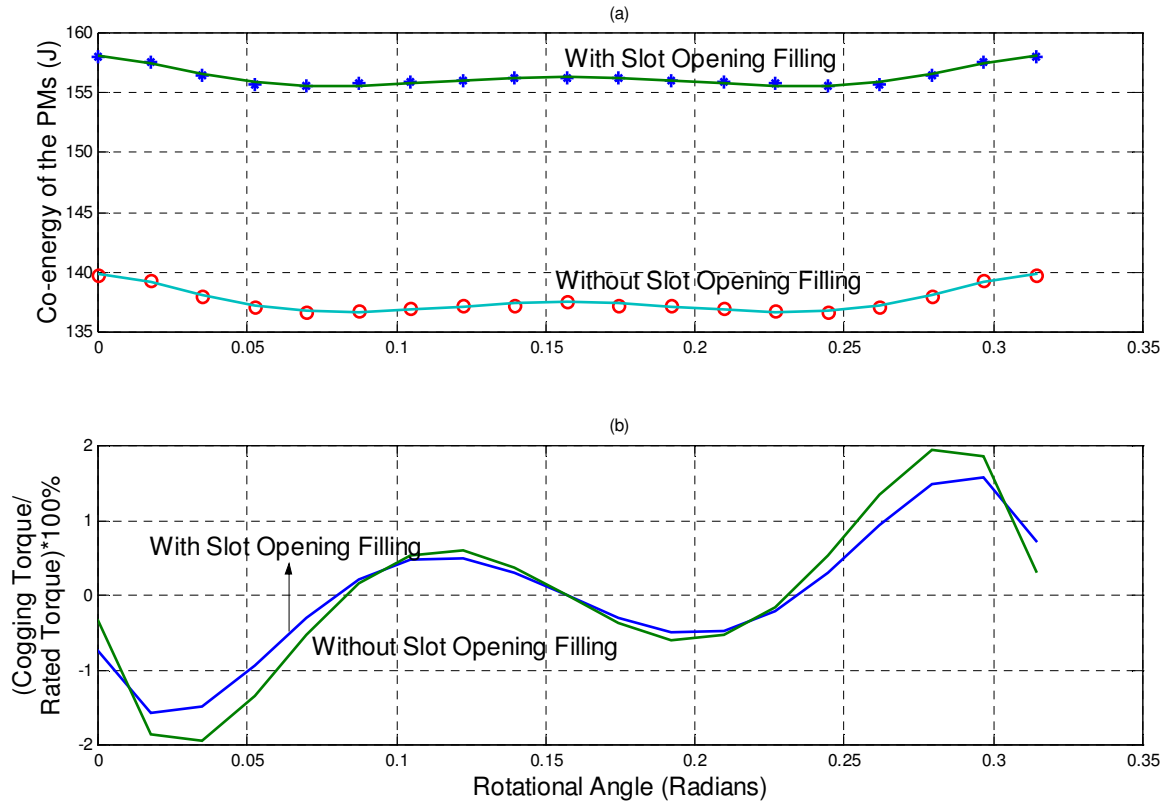 (a)
Co-energy of the PMs (J)
160
155
150
145
140
135
With Slot Opening Filling
Without Slot Opening Filling
0
0.05
0.1
0.15
0.2
0.25
0.3
0.35
(b)
(Cogging Torque/
Rated Torque)*100%
2
1
0
-1
-2
With Slot Opening Filling
Without Slot Opening Filling
0
0.05
0.1
0.15
0.2
0.25
0.3
0.35
Rotational Angle (Radians)